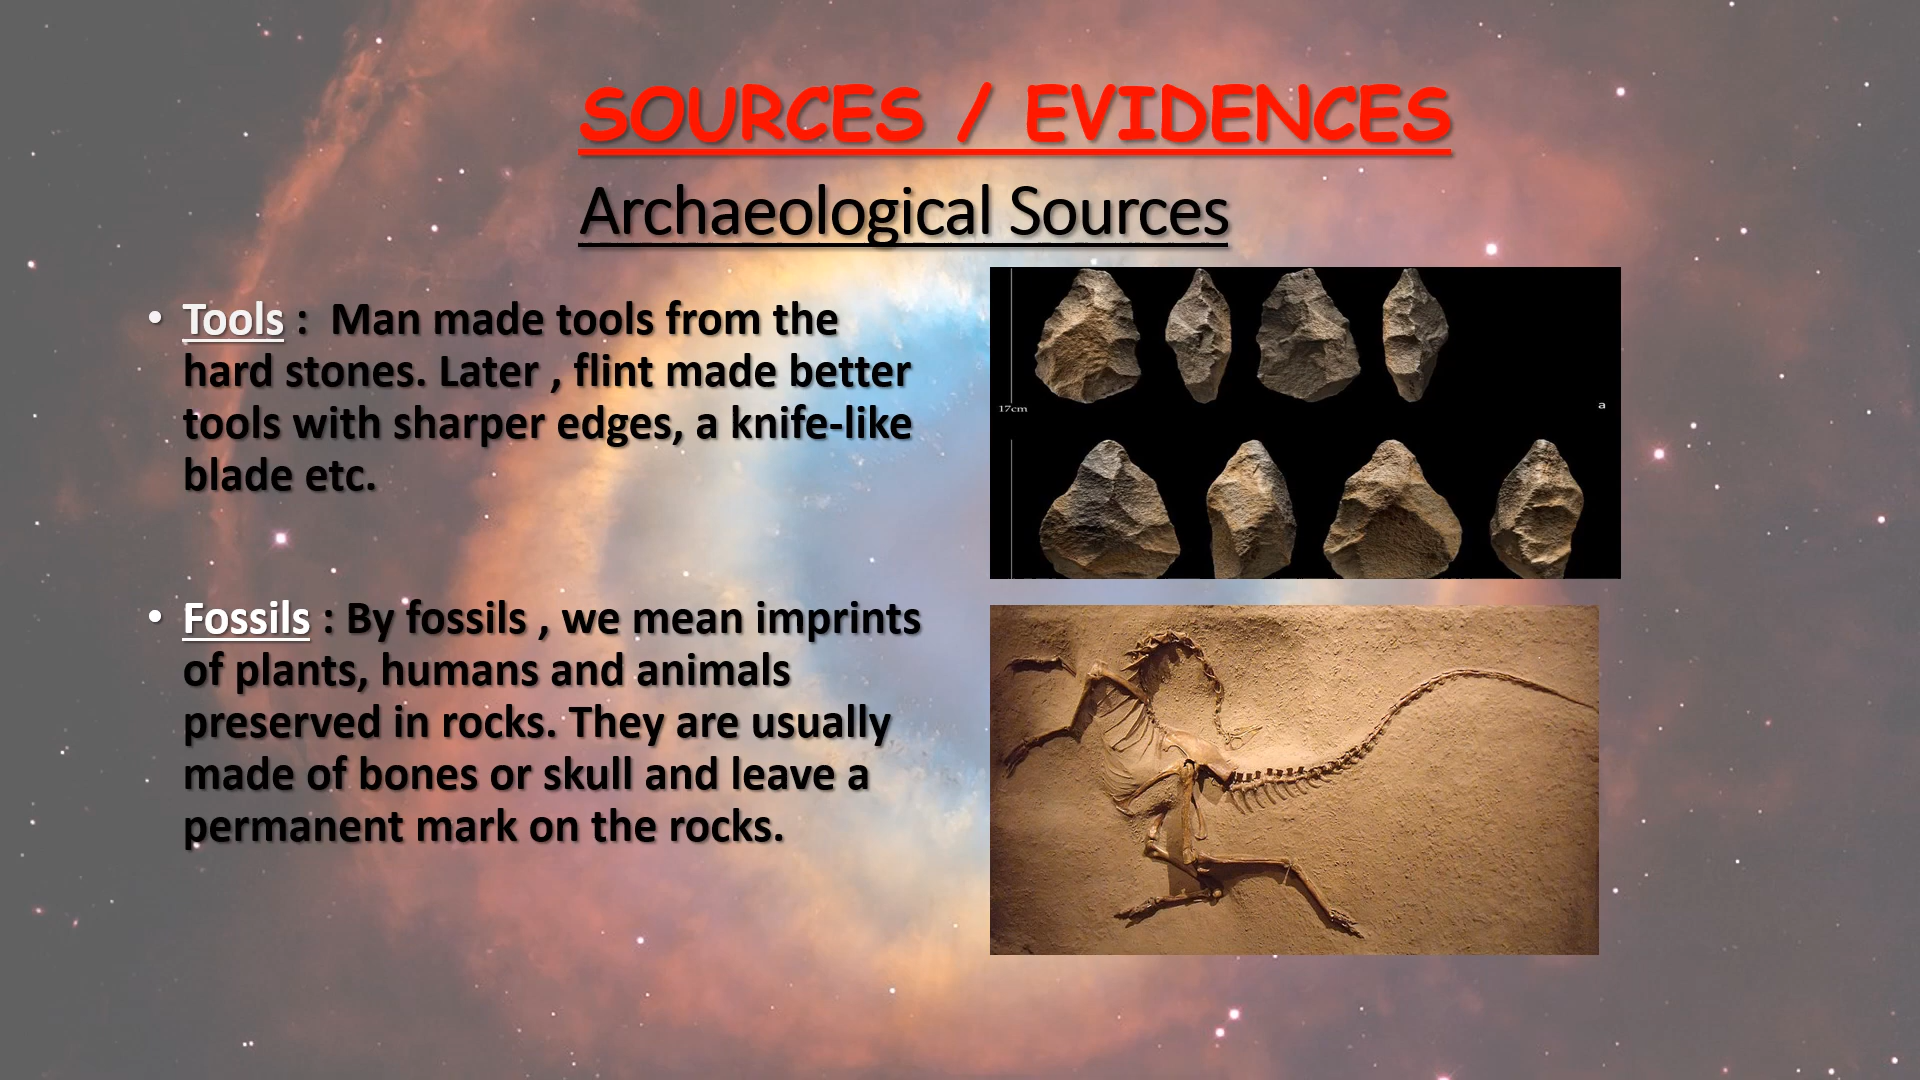 SOURCES / EVIDENCES
Archaeological Sources
• Tools :  Man made tools from the
hard stones. Later , flint made better
tools with sharper edges, a knife-like
blade etc.
17cm
a
• Fossils : By fossils , we mean imprints
of plants, humans and animals
preserved in rocks. They are usually
made of bones or skull and leave a
permanent mark on the rocks.